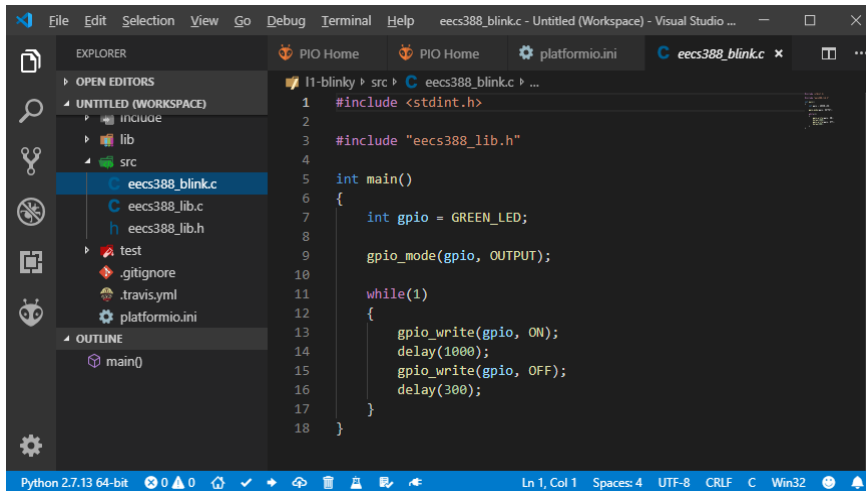 File Edit Selection View Go Debug Terminal Help eecs388_blink.c - Untitled (Workspace) - Visual Studio ...
EXPLORER
OPEN EDITORS
UNTITLED (WORKSPACE)
include
lib
src
eecs388_blink.c
eecs388_lib.c
h eecs388_lib.h
test
.gitignore
.travis.yml
platformio.ini
OUTLINE
main()
PIO Home PIO Home platformio.ini C eecs388_blink.c ×
l1-blinky src C eecs388_blink.c ...
1 #include <stdint.h>
2
3 #include "eecs388_lib.h"
4
5 int main()
6 {
7 int gpio = GREEN_LED;
8
9 gpio_mode(gpio, OUTPUT);
10
11 while(1)
12 {
13 gpio_write(gpio, ON);
14 delay(1000);
15 gpio_write(gpio, OFF);
16 delay(300);
17 }
18 }
Python 2.7.13 64-bit 0 0 Ln 1, Col 1 Spaces: 4 UTF-8 CRLF C Win32